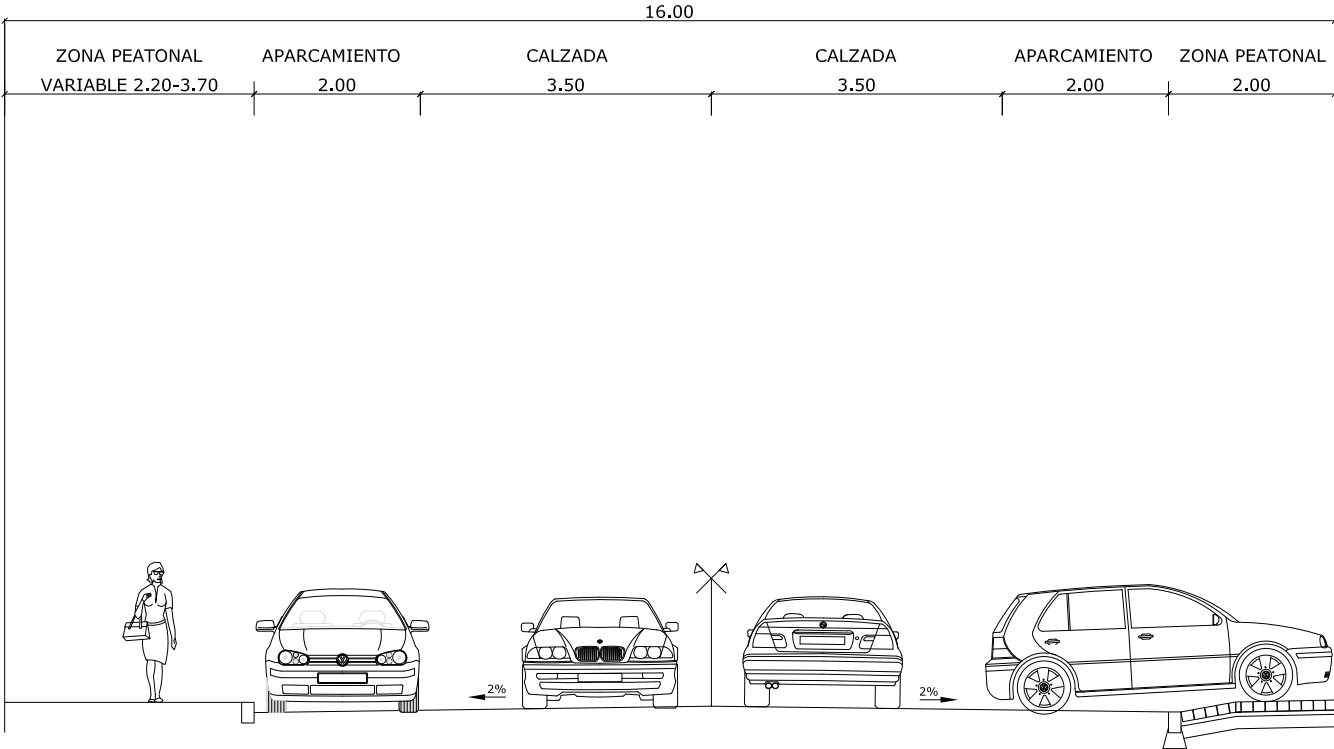 16.00
ZONA PEATONAL APARCAMIENTO CALZADA CALZADA APARCAMIENTO ZONA PEATONAL
VARIABLE 2.20-3.70 2.00 3.50 3.50 2.00 2.00
2% 2%